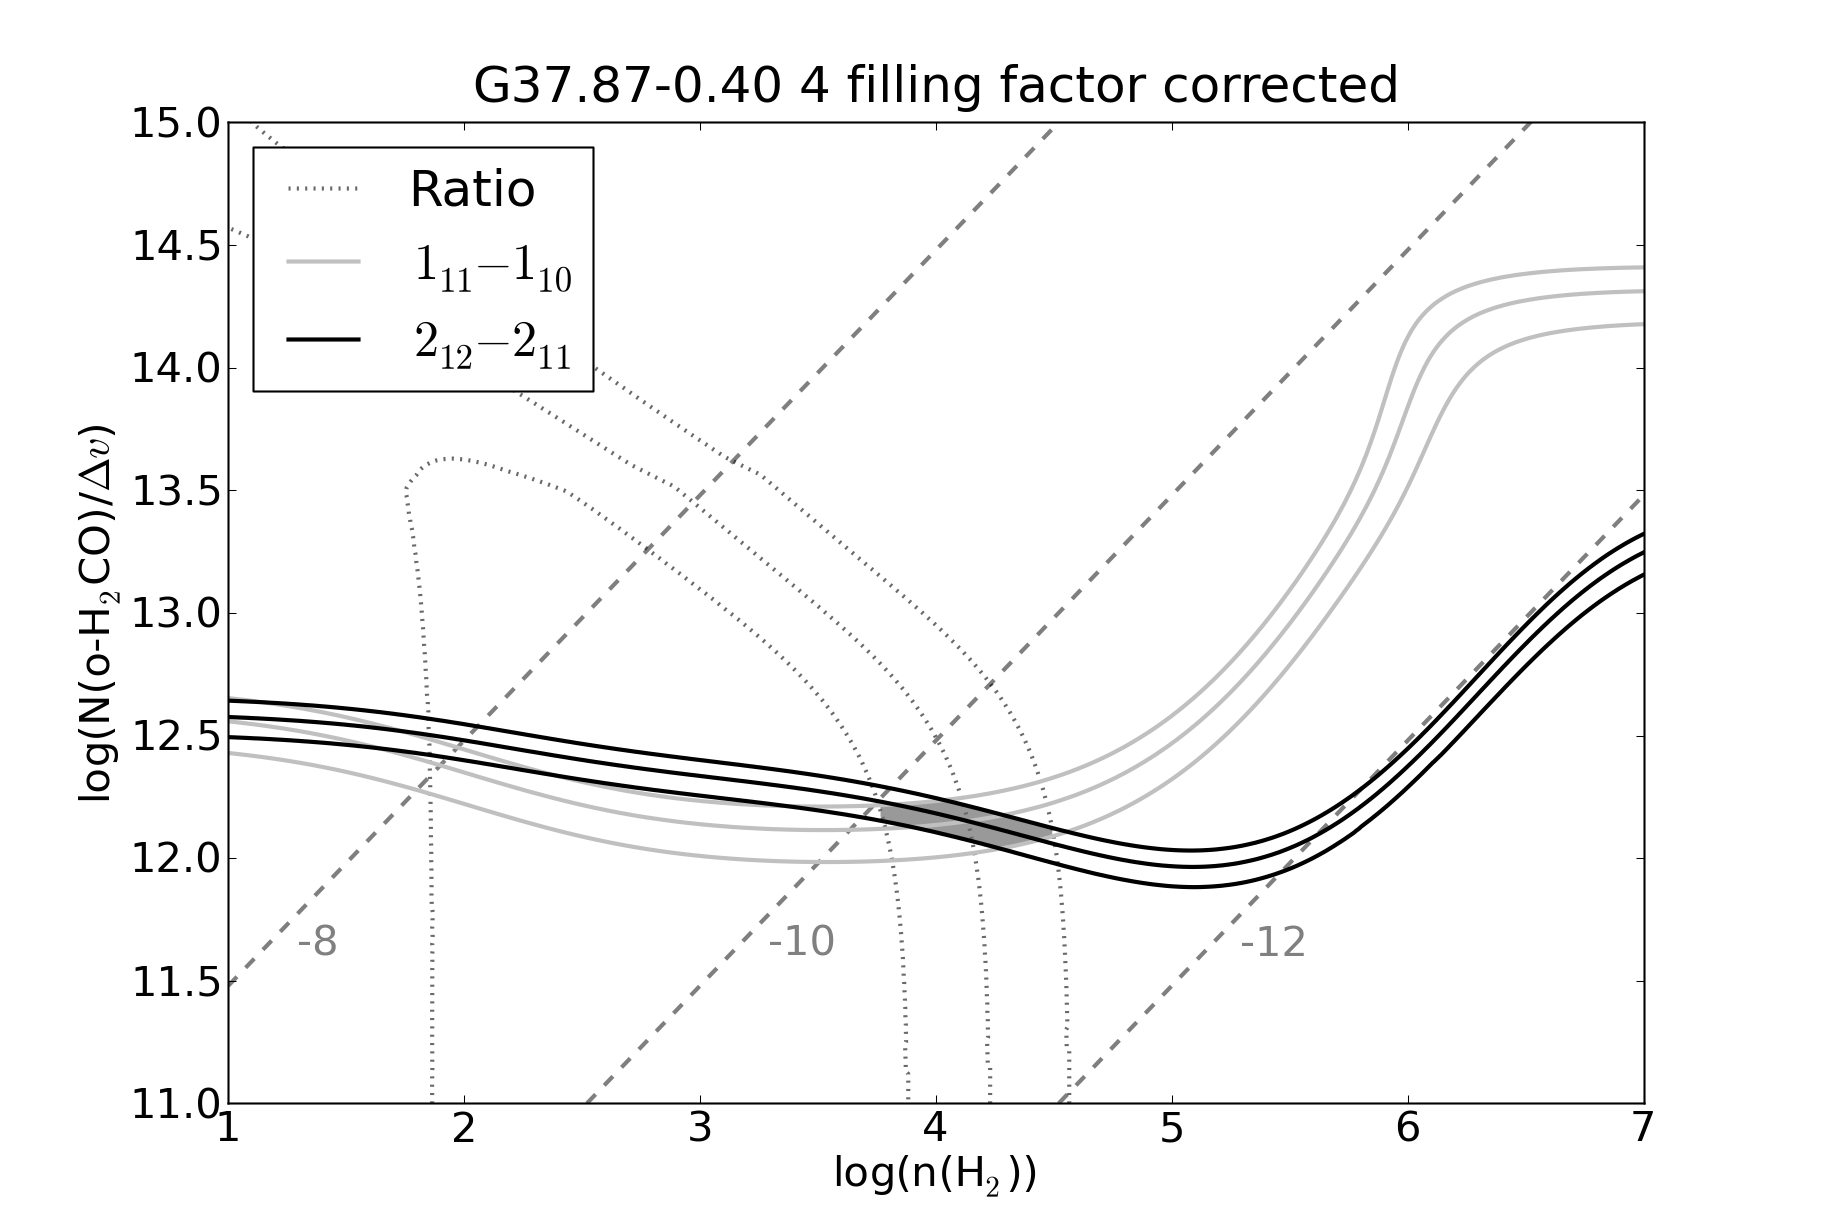 G37.87-0.40 4 filling factor corrected
15.0
14.5
14.0
13.5
13.0
12.5
12.0
11.5
11.0
log(N(o-H₂CO)/Δv)
Ratio
1₁₁−1₁₀
2₁₂−2₁₁
-8
-10
-12
1 2 3 4 5 6 7
log(n(H₂))